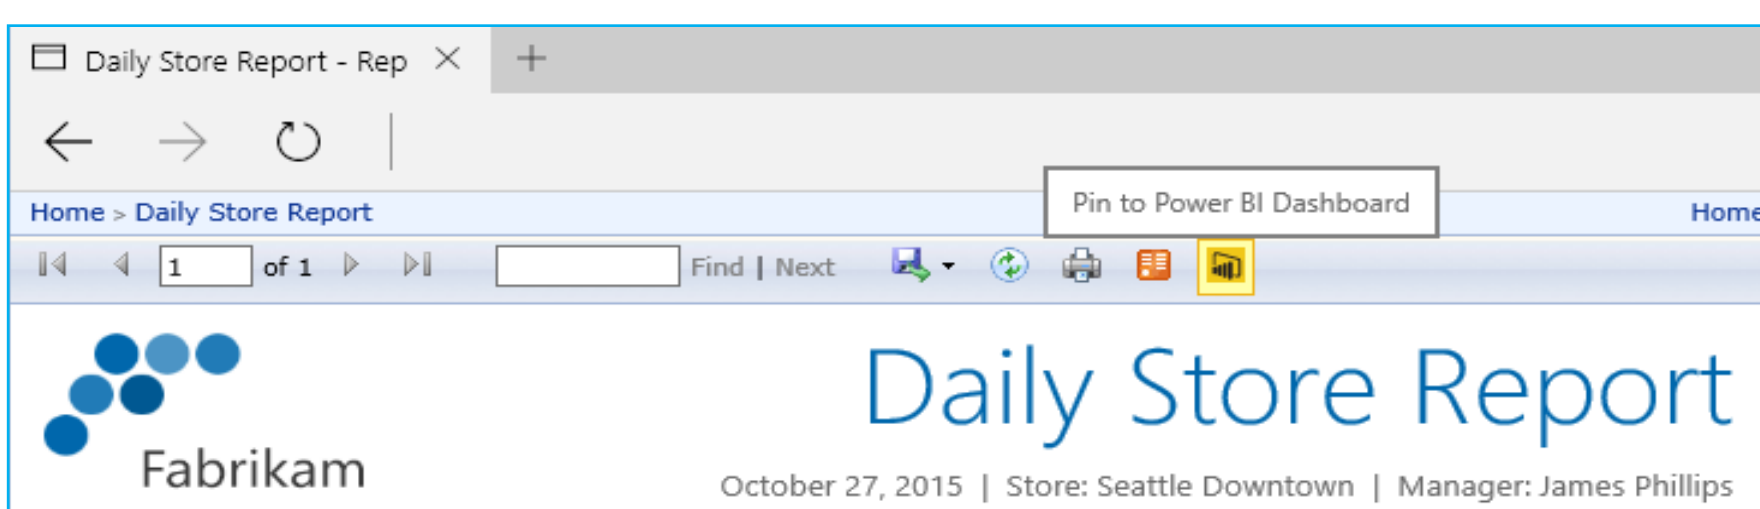 Daily Store Report - Rep
Pin to Power BI Dashboard
Home > Daily Store Report
Home
1 of 1 Find | Next
Daily Store Report
Fabrikam
October 27, 2015 | Store: Seattle Downtown | Manager: James Phillips